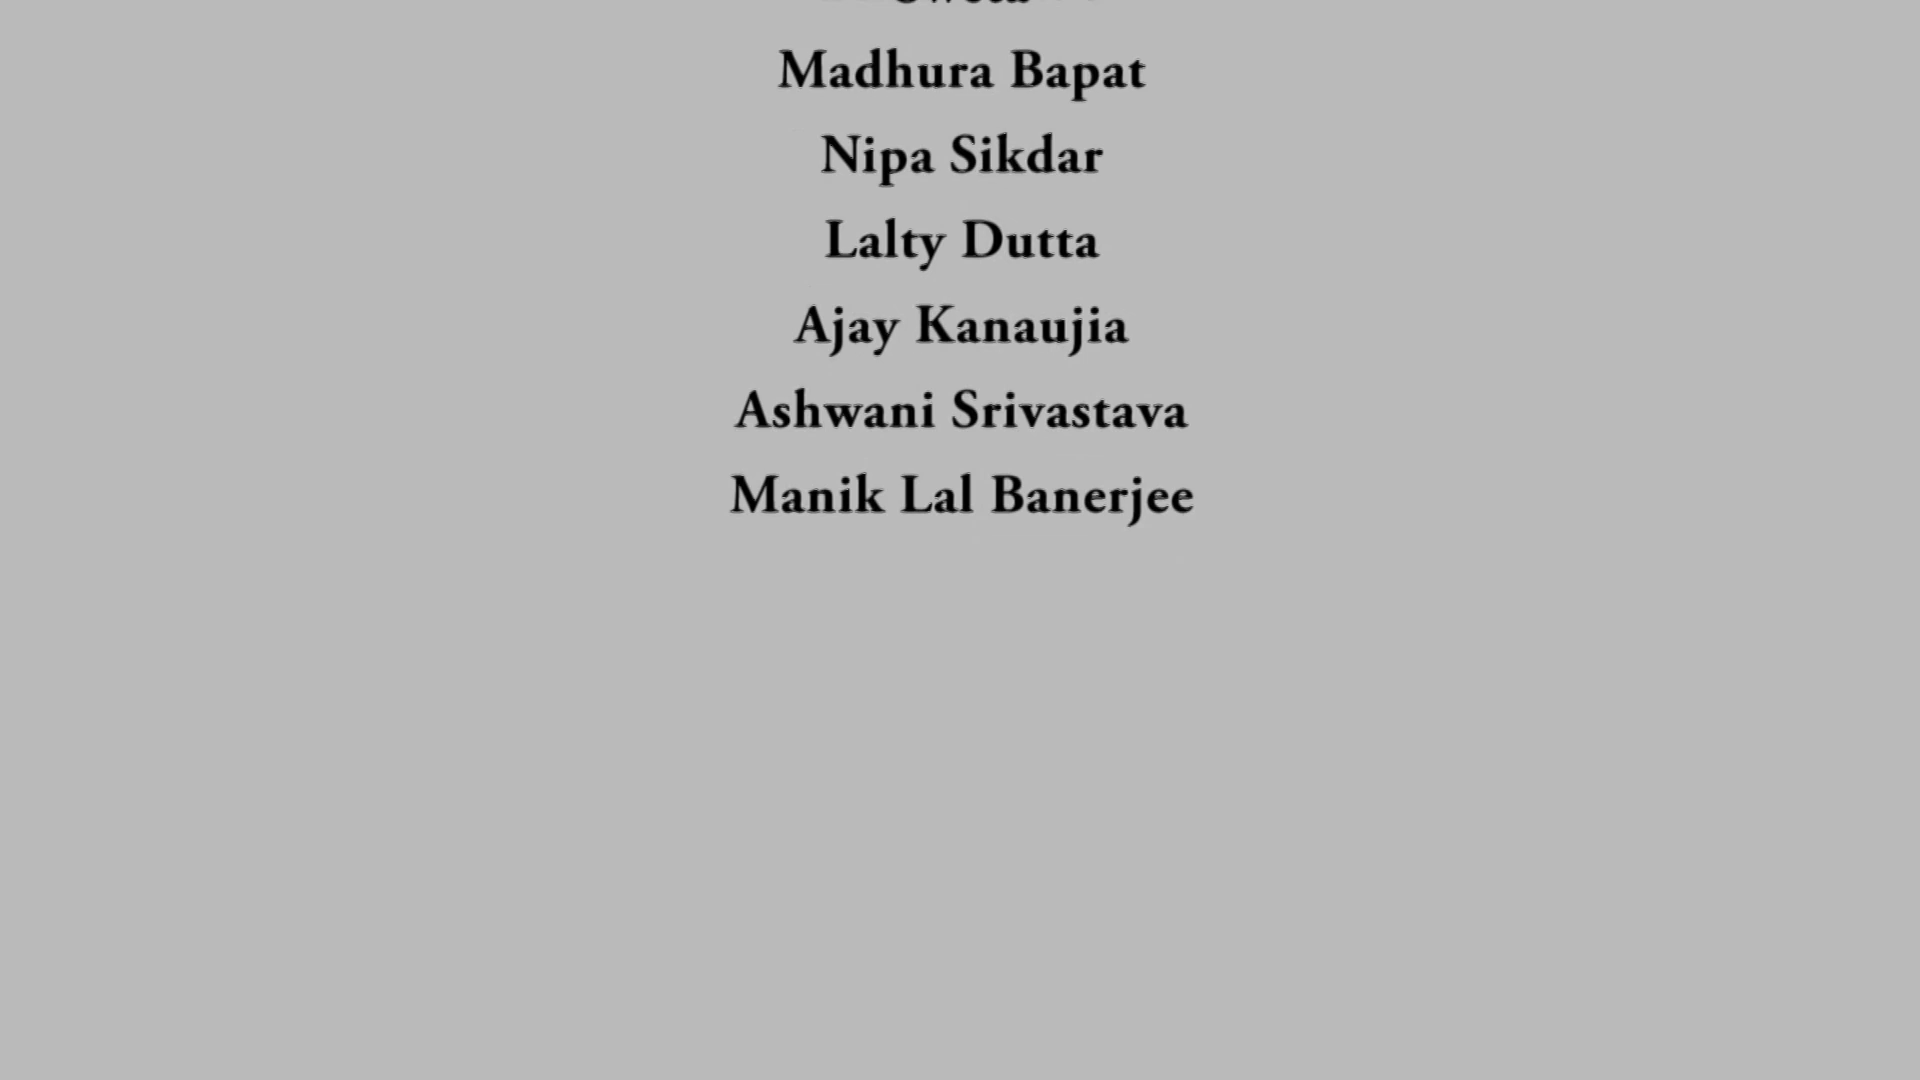 Madhura Bapat
Nipa Sikdar
Lalty Dutta
Ajay Kanaujia
Ashwani Srivastava
Manik Lal Banerjee